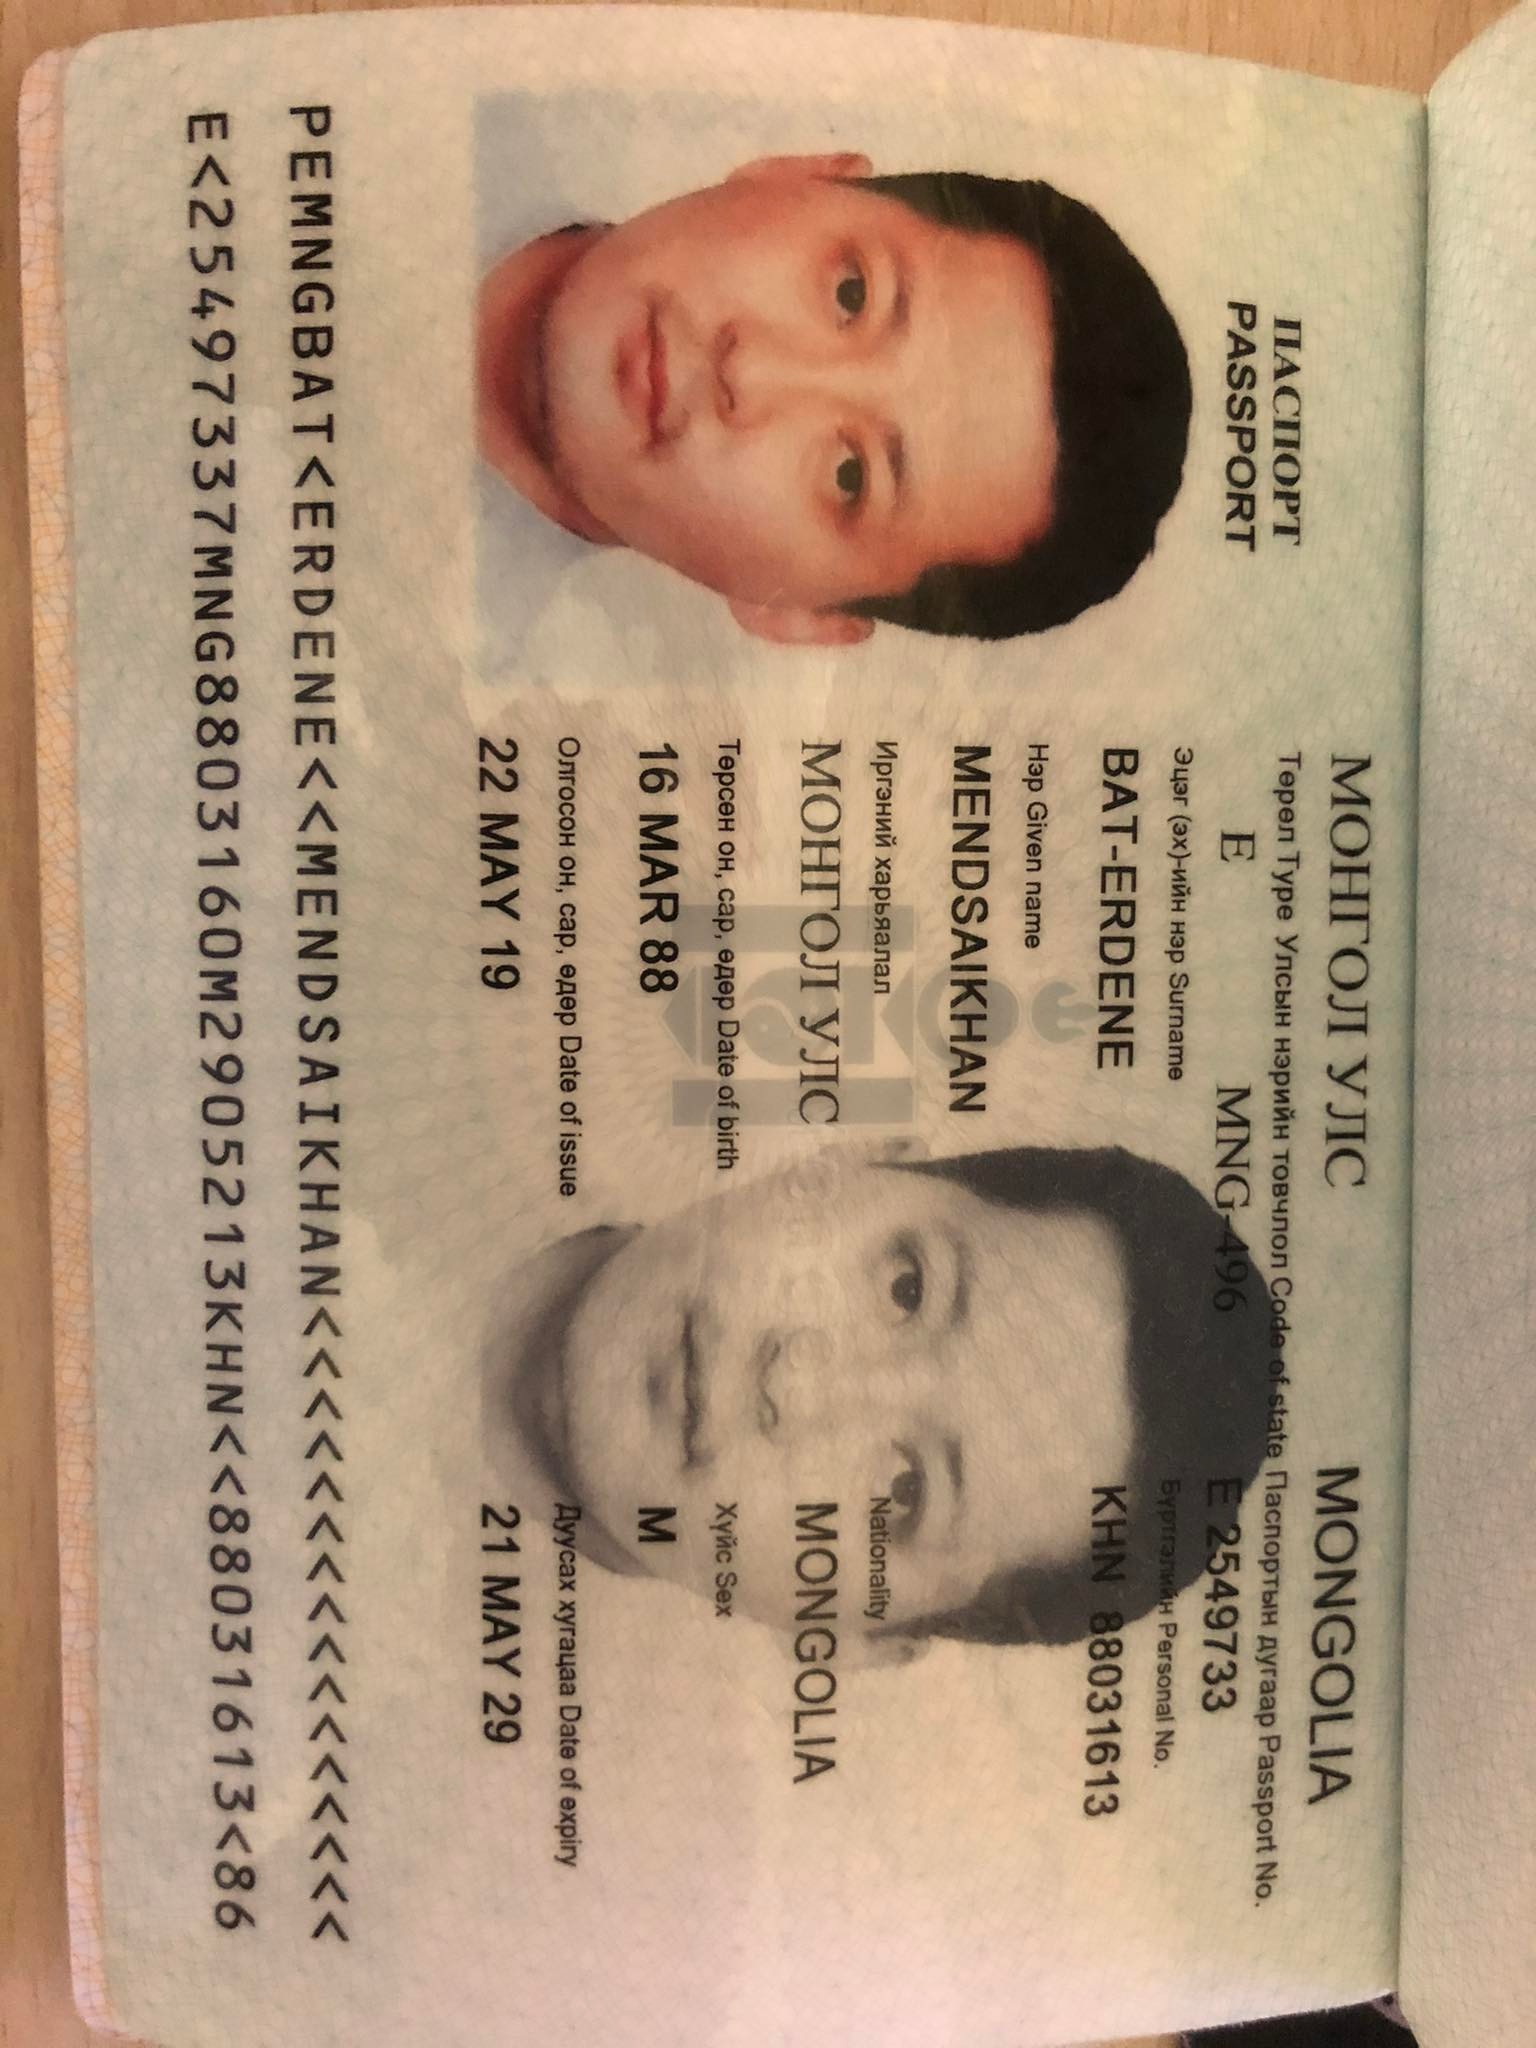 МОНГОЛ УЛС MONGOLIA
ПАСПОРТ
PASSPORT
Төрөл Type Улсын нэрийн товчлол Code of state Паспортын дугаар Passport No.
E MNG-496 E 2549733
Эцэг (эх)-ийн нэр Surname Бүртгэлийн Personal No.
BAT-ERDENE KHN 88031613
Нэр Given name
MENDSAIKHAN
Иргэний харьяалал Nationality
МОНГОЛ УЛС MONGOLIA
Төрсөн он, сар, өдөр Date of birth Хүйс Sex
16 MAR 88 M
Олгосон он, сар, өдөр Date of issue Дуусах хугацаа Date of expiry
22 MAY 19 21 MAY 29
PEMNGBAT<ERDENE<<MENDSAIKHAN<<<<<<<<<<<<<<<<
E<25497337MNG8803160M2905213KHN<<88031613<86